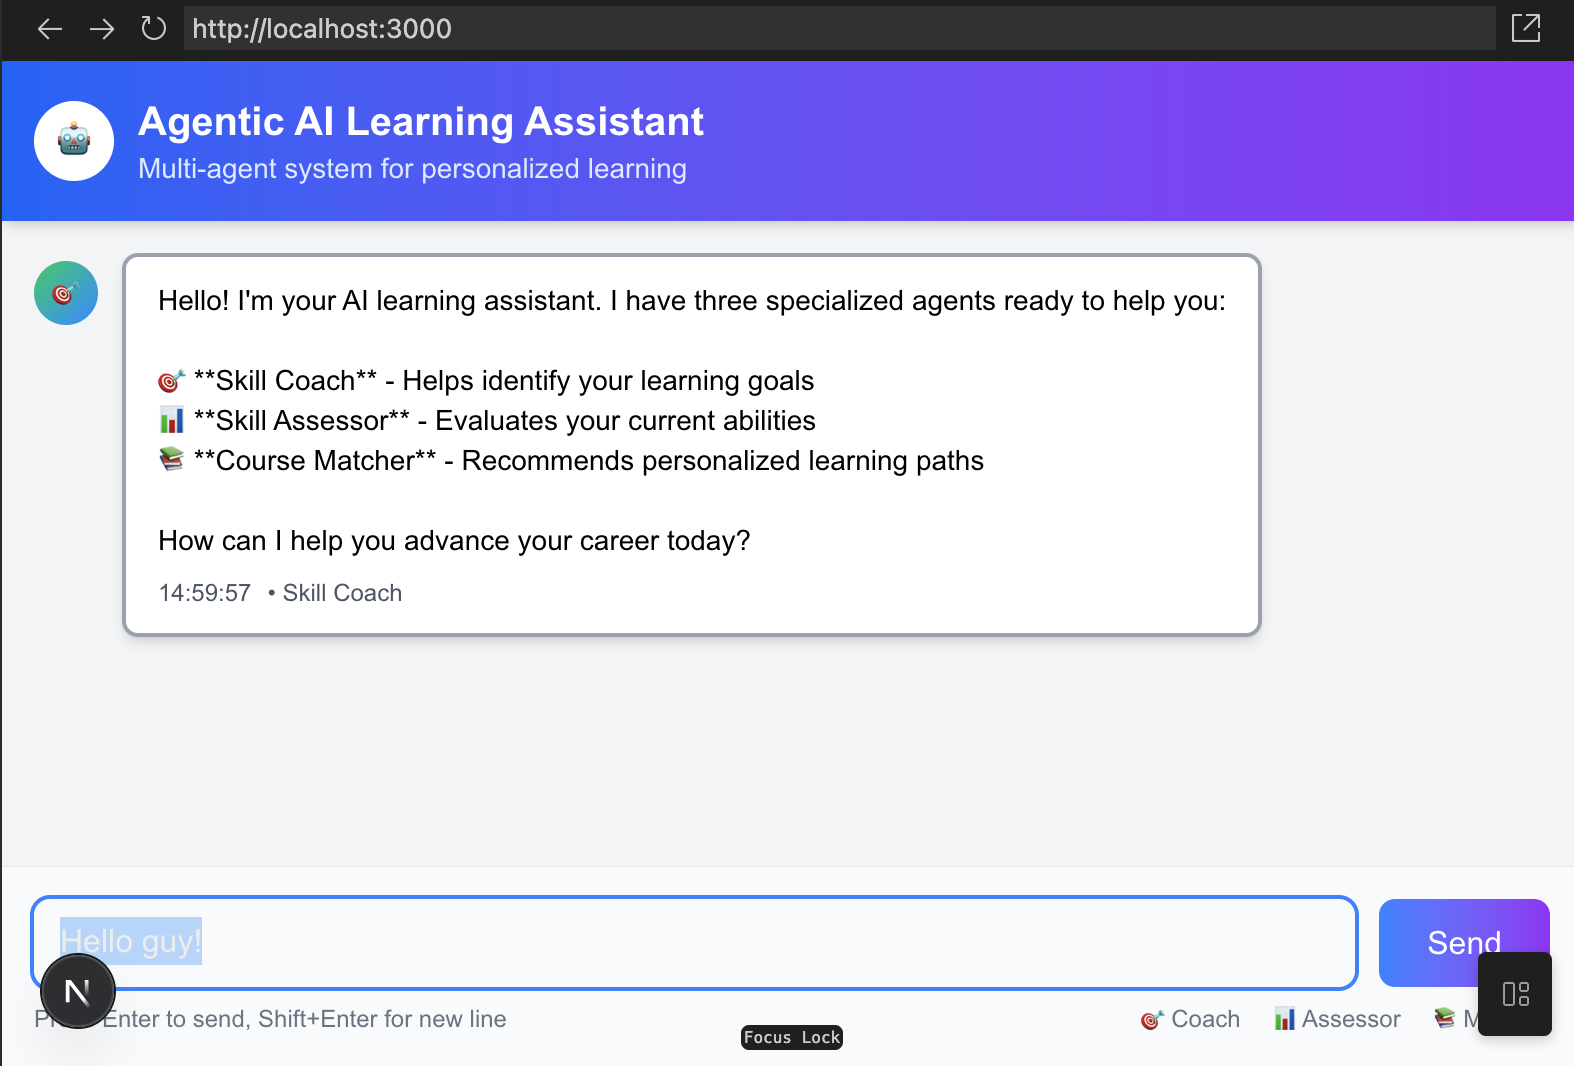 http://localhost:3000
Agentic AI Learning Assistant
Multi-agent system for personalized learning
Hello! I'm your AI learning assistant. I have three specialized agents ready to help you:
**Skill Coach** - Helps identify your learning goals
**Skill Assessor** - Evaluates your current abilities
**Course Matcher** - Recommends personalized learning paths
How can I help you advance your career today?
14:59:57 • Skill Coach
Hello guy!
Send
N
Enter to send, Shift+Enter for new line
Coach
Assessor
Focus Lock